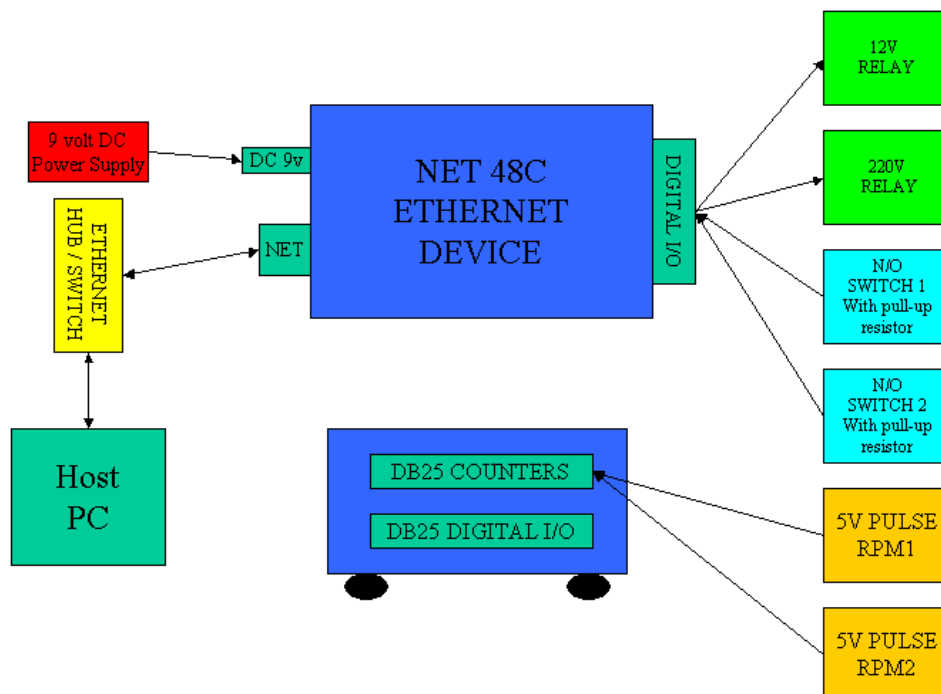 9 volt DC
Power Supply
DC 9v
NET 48C
ETHERNET
DEVICE
DIGITAL I/O
12V
RELAY
220V
RELAY
ETHERNET
HUB / SWITCH
NET
N/O
SWITCH 1
With pull-up
resistor
N/O
SWITCH 2
With pull-up
resistor
Host
PC
DB25 COUNTERS
DB25 DIGITAL I/O
5V PULSE
RPM1
5V PULSE
RPM2